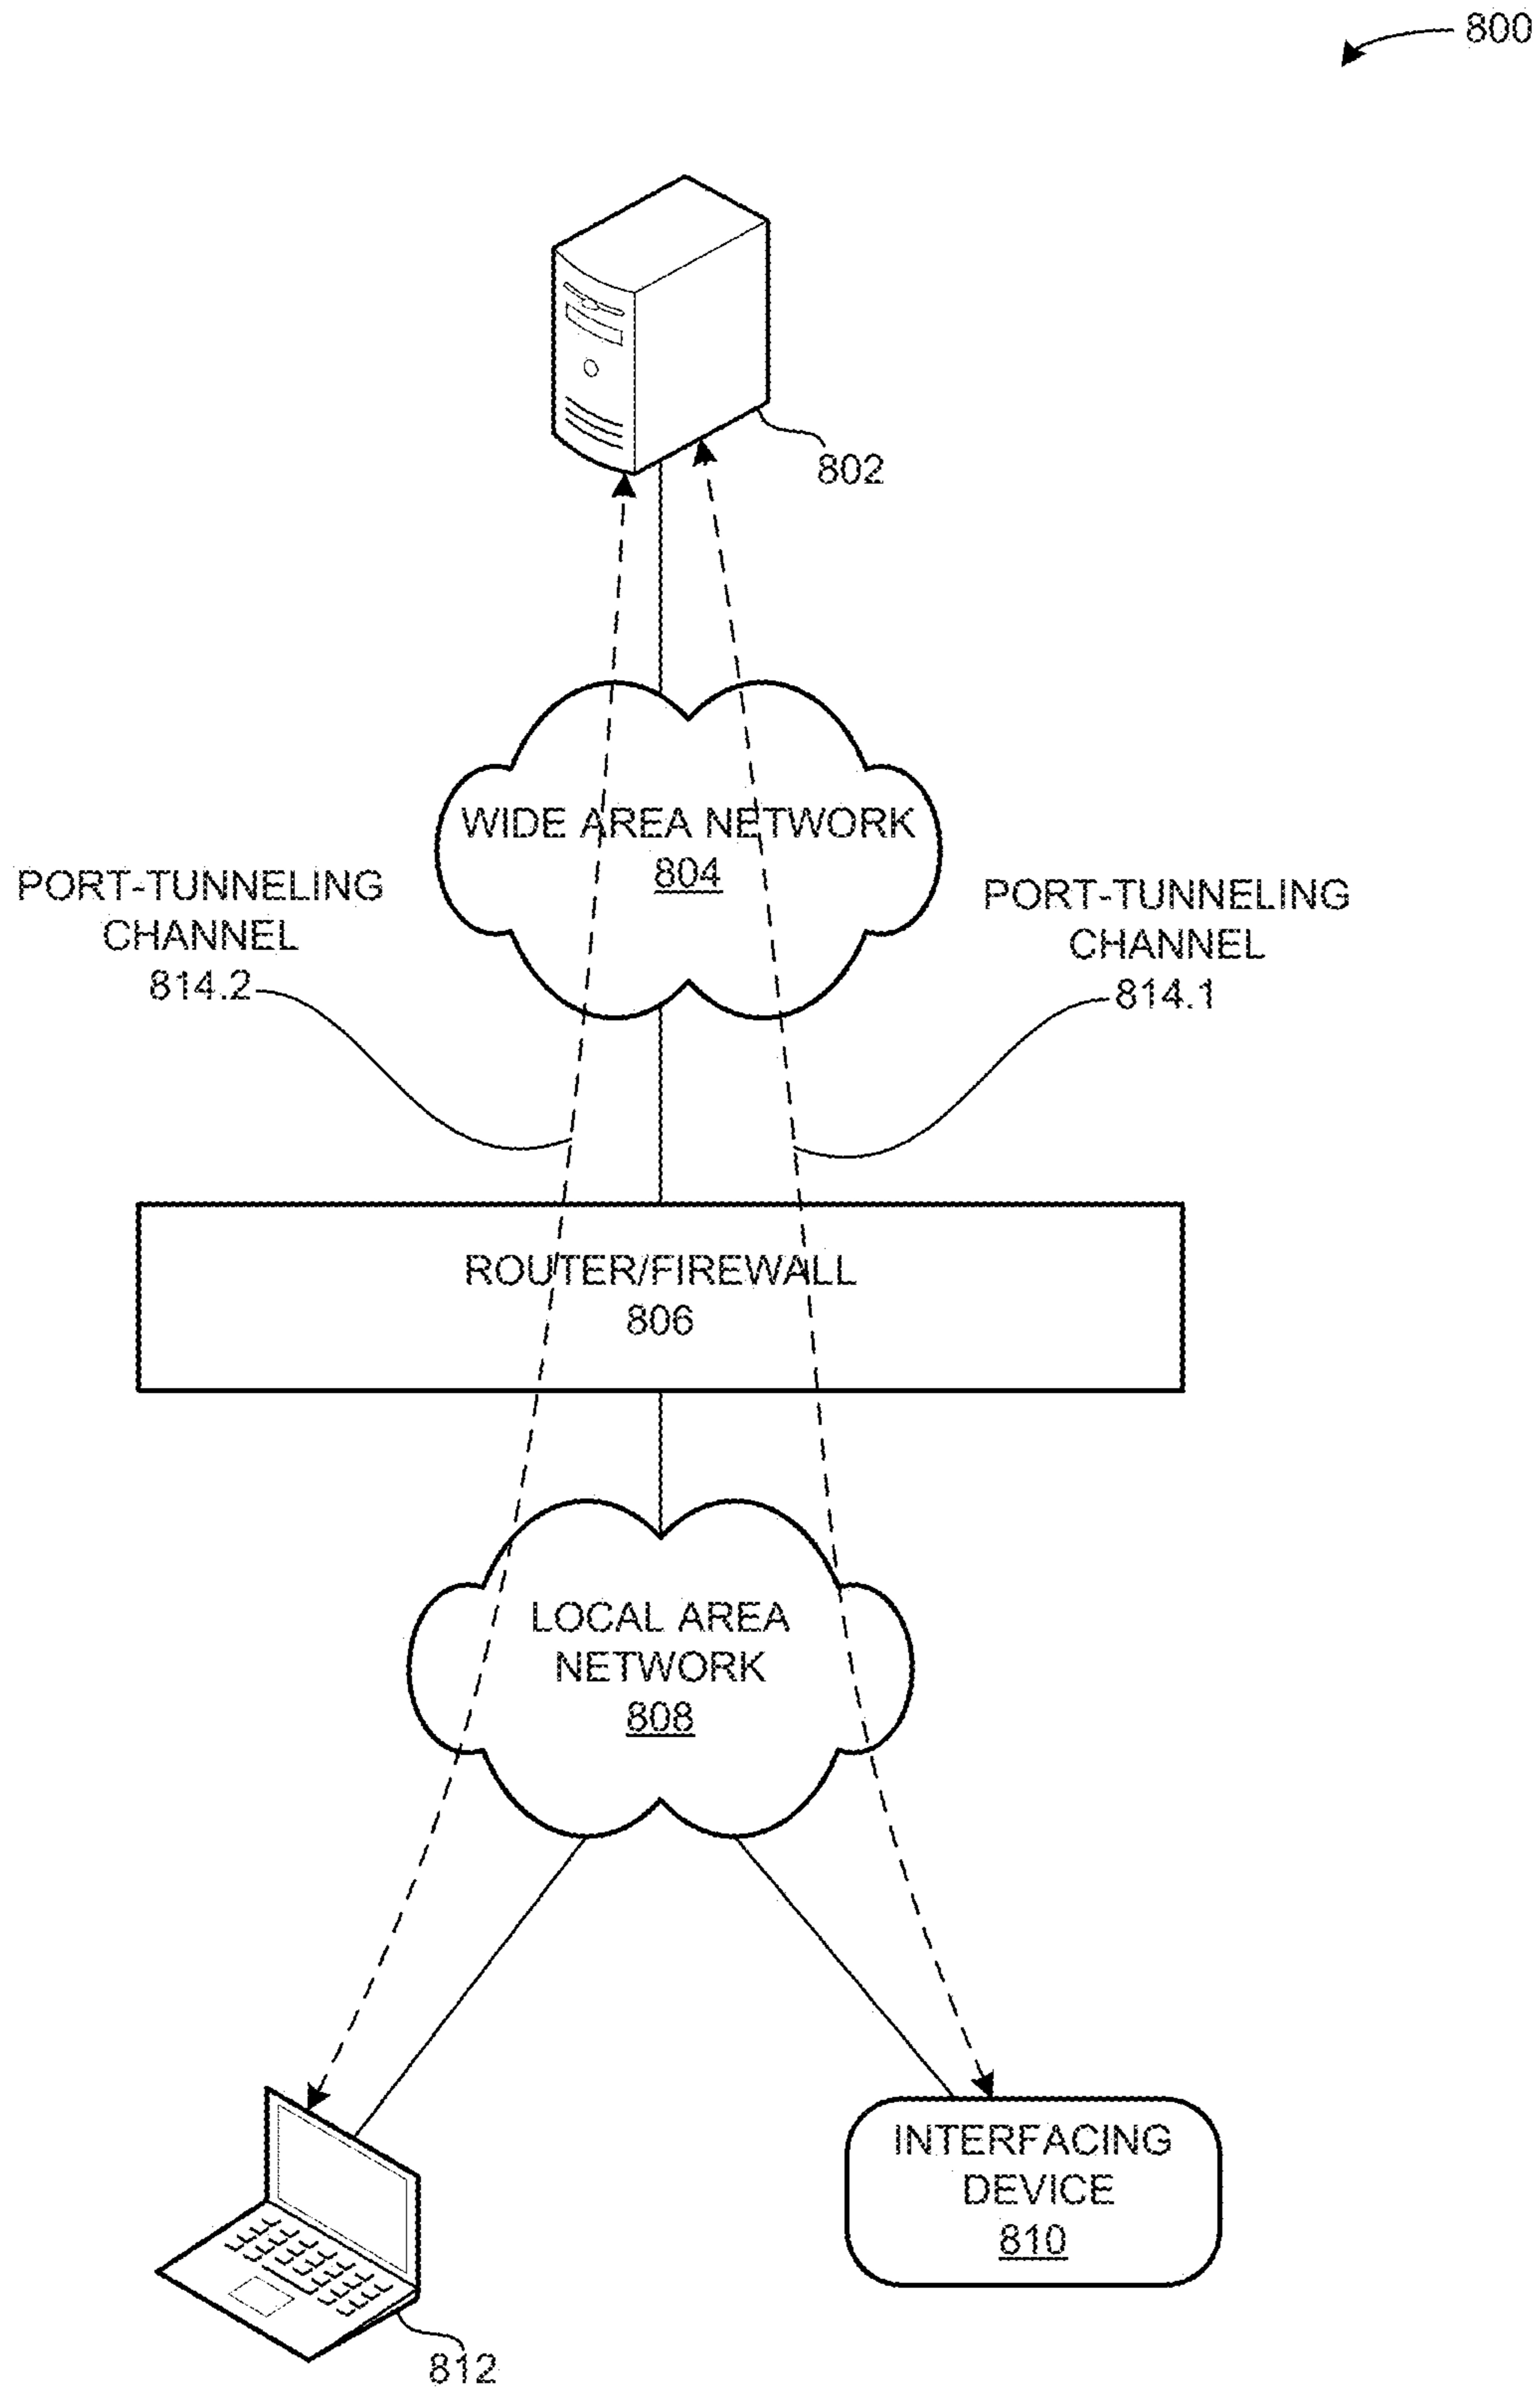 800
802
WIDE AREA NETWORK
804
PORT-TUNNELING
CHANNEL
814.2
PORT-TUNNELING
CHANNEL
814.1
ROUTER/FIREWALL
806
LOCAL AREA
NETWORK
808
INTERFACING
DEVICE
810
812